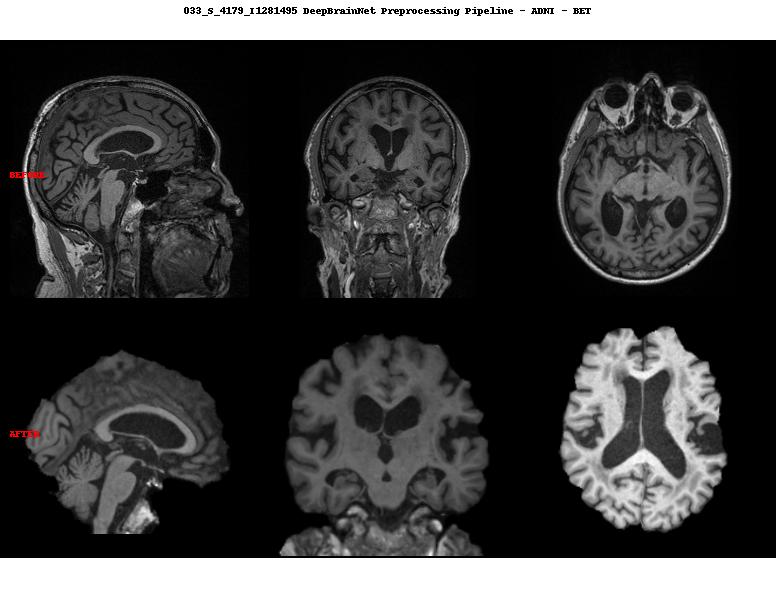 033_S_4179_I1281495 DeepBrainNet Preprocessing Pipeline - ADNI - BET
BEFORE
AFTER